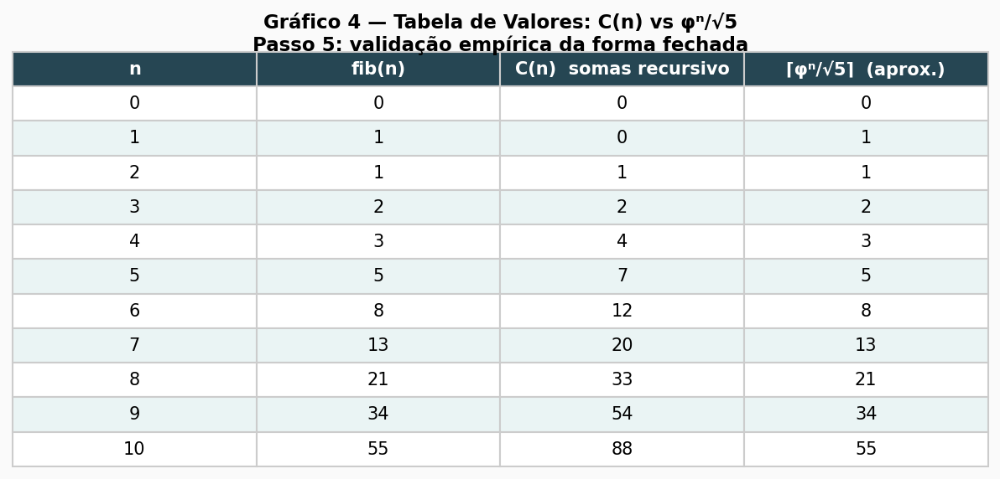 Gráfico 4 — Tabela de Valores: C(n) vs φⁿ/√5
Passo 5: validação empírica da forma fechada
n fib(n) C(n)  somas recursivo ⌈φⁿ/√5⌉  (aprox.)
0 0 0 0
1 1 0 1
2 1 1 1
3 2 2 2
4 3 4 3
5 5 7 5
6 8 12 8
7 13 20 13
8 21 33 21
9 34 54 34
10 55 88 55